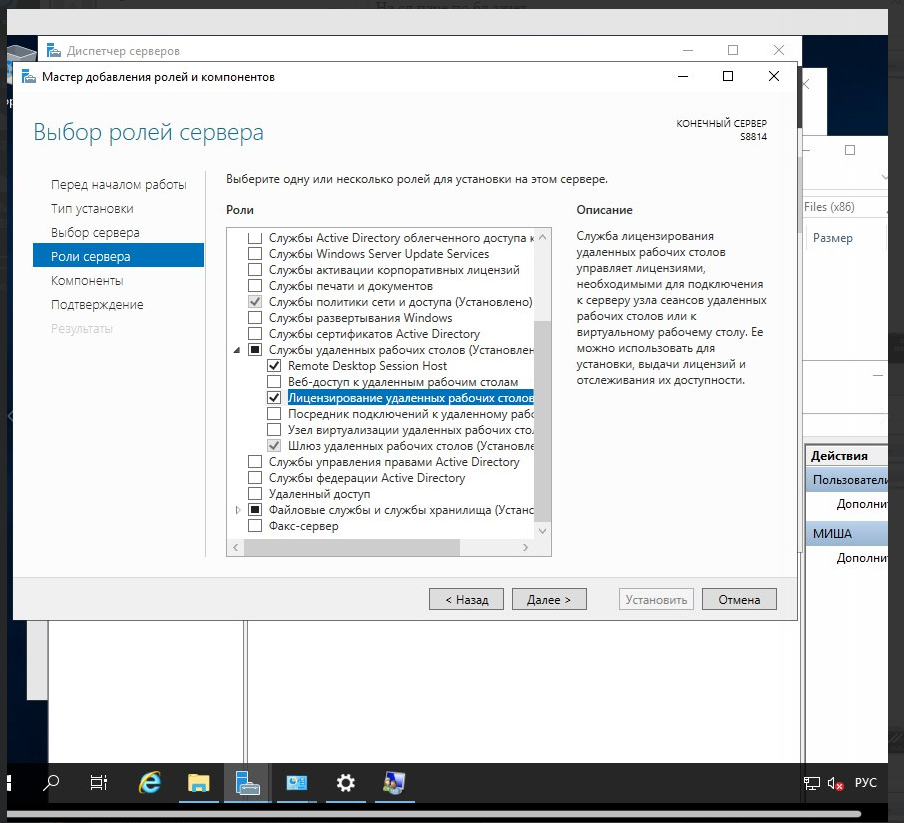 Диспетчер серверов
Мастер добавления ролей и компонентов
Выбор ролей сервера
КОНЕЧНЫЙ СЕРВЕР
S8814
Перед началом работы
Тип установки
Выбор сервера
Роли сервера
Компоненты
Подтверждение
Результаты
Выберите одну или несколько ролей для установки на этом сервере.
Роли
Службы Active Directory облегченного доступа к
Службы Windows Server Update Services
Службы активации корпоративных лицензий
Службы печати и документов
Службы политики сети и доступа (Установлено)
Службы развертывания Windows
Службы сертификатов Active Directory
Службы удаленных рабочих столов (Установлен
Remote Desktop Session Host
Веб-доступ к удаленным рабочим столам
Лицензирование удаленных рабочих столов
Посредник подключений к удаленному рабо
Узел виртуализации удаленных рабочих стол
Шлюз удаленных рабочих столов (Установле
Службы управления правами Active Directory
Службы федерации Active Directory
Удаленный доступ
Файловые службы и службы хранилища (Устано
Факс-сервер
Описание
Служба лицензирования
удаленных рабочих столов
управляет лицензиями,
необходимыми для подключения
к серверу узла сеансов удаленных
рабочих столов или к
виртуальному рабочему столу. Ее
можно использовать для
установки, выдачи лицензий и
отслеживания их доступности.
< Назад
Далее >
Установить
Отмена
Files (x86)
Размер
Действия
Пользователи
Дополни
МИША
Дополни
РУС